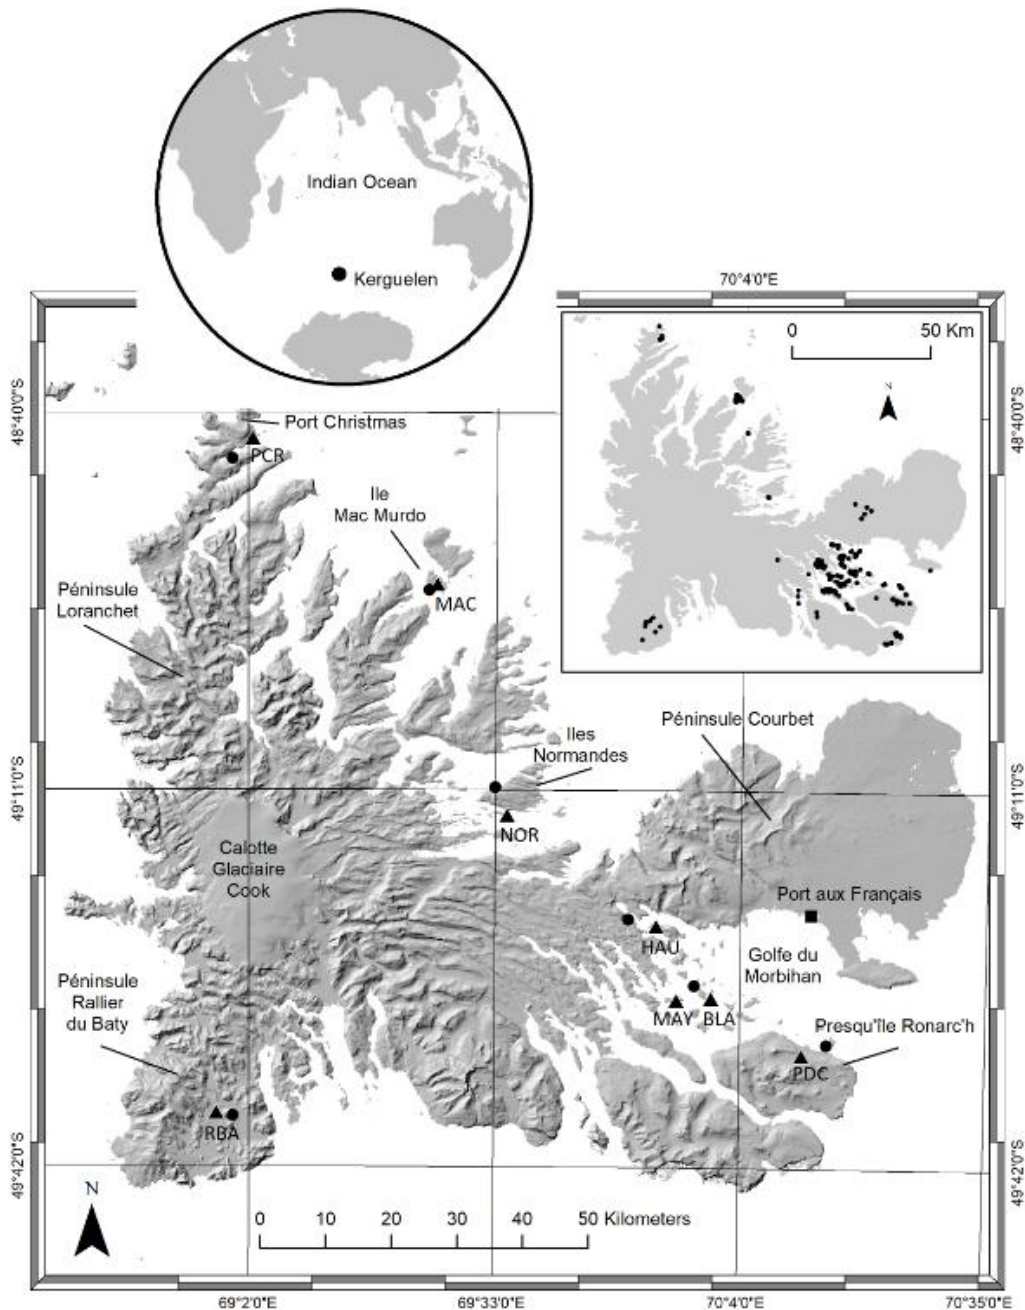 Indian Ocean
Kerguelen
70°4'0"E
0
50 Km
N
48°40'0"S
48°40'0"S
Port Christmas
PCR
Ile
Mac Murdo
MAC
Péninsule
Loranchet
Péninsule Courbet
Iles
Normandes
49°11'0"S
49°11'0"S
NOR
Calotte
Glaciaire
Cook
Port aux Français
HAU
Golfe du
Morbihan
Péninsule
Rallier
du Baty
MAY
BLA
Presqu'île Ronarc'h
PDC
RBA
49°42'0"S
49°42'0"S
N
0 10 20 30 40 50 Kilometers
69°2'0"E 69°33'0"E 70°4'0"E 70°35'0"E